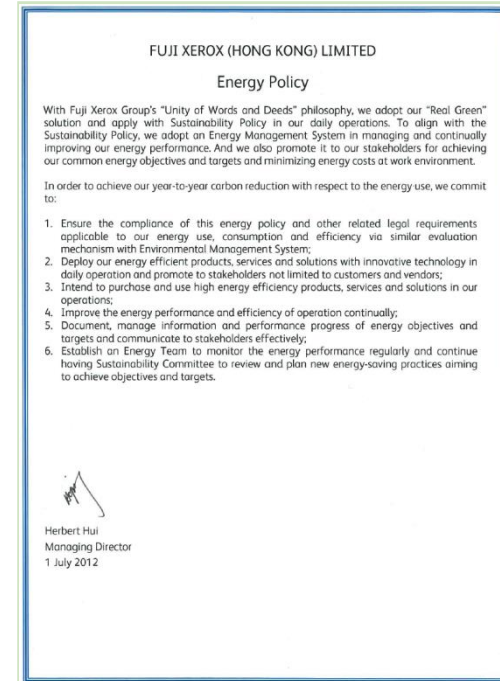 FUJI XEROX (HONG KONG) LIMITED
Energy Policy
With Fuji Xerox Group's "Unity of Words and Deeds" philosophy, we adopt our "Real Green"
solution and apply with Sustainability Policy in our daily operations. To align with the
Sustainability Policy, we adopt an Energy Management System in managing and continually
improving our energy performance. And we also promote it to our stakeholders for achieving
our common energy objectives and targets and minimizing energy costs at work environment.
In order to achieve our year-to-year carbon reduction with respect to the energy use, we commit
to:
1. Ensure the compliance of this energy policy and other related legal requirements
applicable to our energy use, consumption and efficiency via similar evaluation
mechanism with Environmental Management System;
2. Deploy our energy efficient products, services and solutions with innovative technology in
daily operation and promote to stakeholders not limited to customers and vendors;
3. Intend to purchase and use high energy efficiency products, services and solutions in our
operations;
4. Improve the energy performance and efficiency of operation continually;
5. Document, manage information and performance progress of energy objectives and
targets and communicate to stakeholders effectively;
6. Establish an Energy Team to monitor the energy performance regularly and continue
having Sustainability Committee to review and plan new energy-saving practices aiming
to achieve objectives and targets.
Herbert Hui
Managing Director
1 July 2012